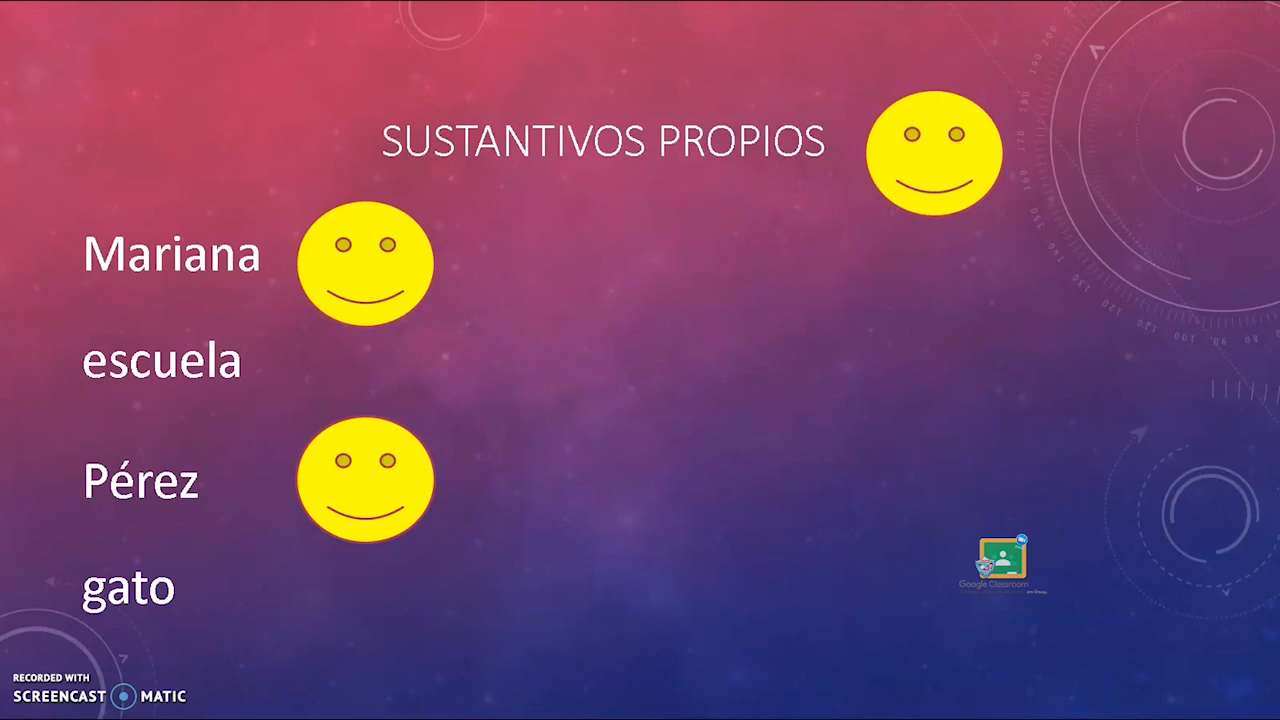 SUSTANTIVOS PROPIOS
Mariana
escuela
Pérez
gato
Google Classroom
RECORDED WITH
SCREENCAST MATIC